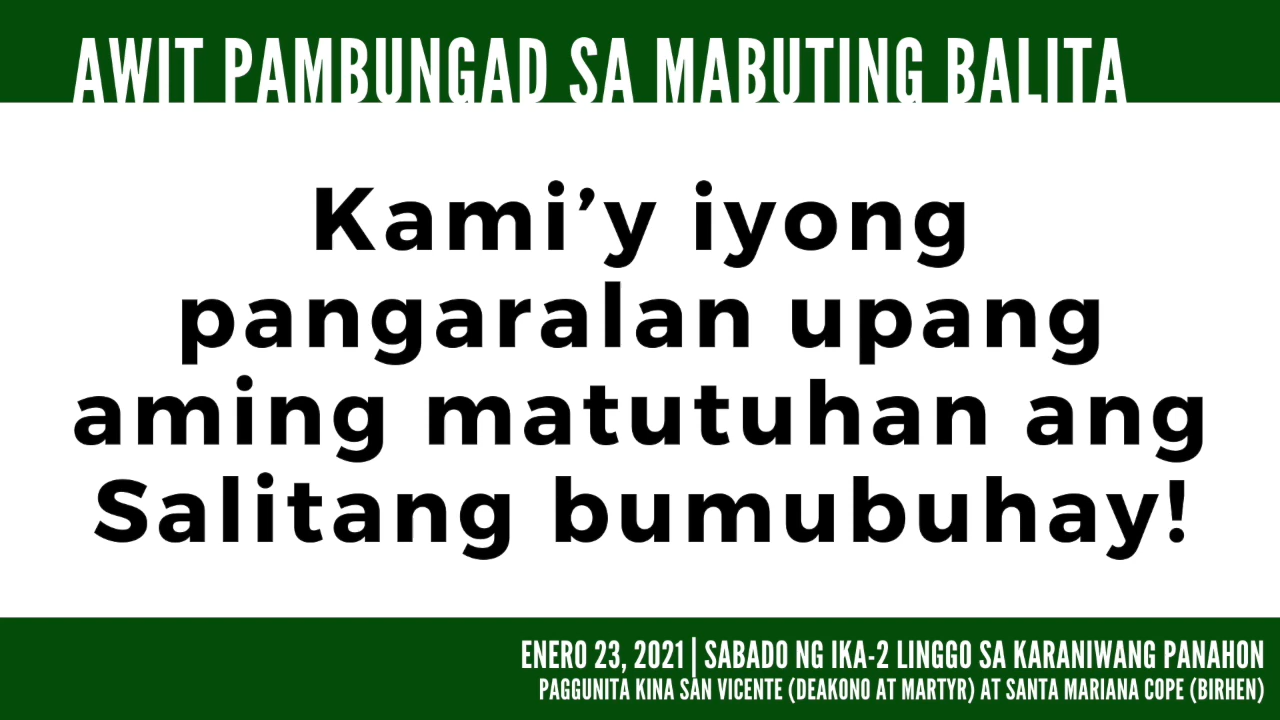 AWIT PAMBUNGAD SA MABUTING BALITA
Kami’y iyong
pangaralan upang
aming matutuhan ang
Salitang bumubuhay!
ENERO 23, 2021 | SABADO NG IKA-2 LINGGO SA KARANIWANG PANAHON
PAGGUNITA KINA SAN VICENTE (DEAKONO AT MARTYR) AT SANTA MARIANA COPE (BIRHEN)